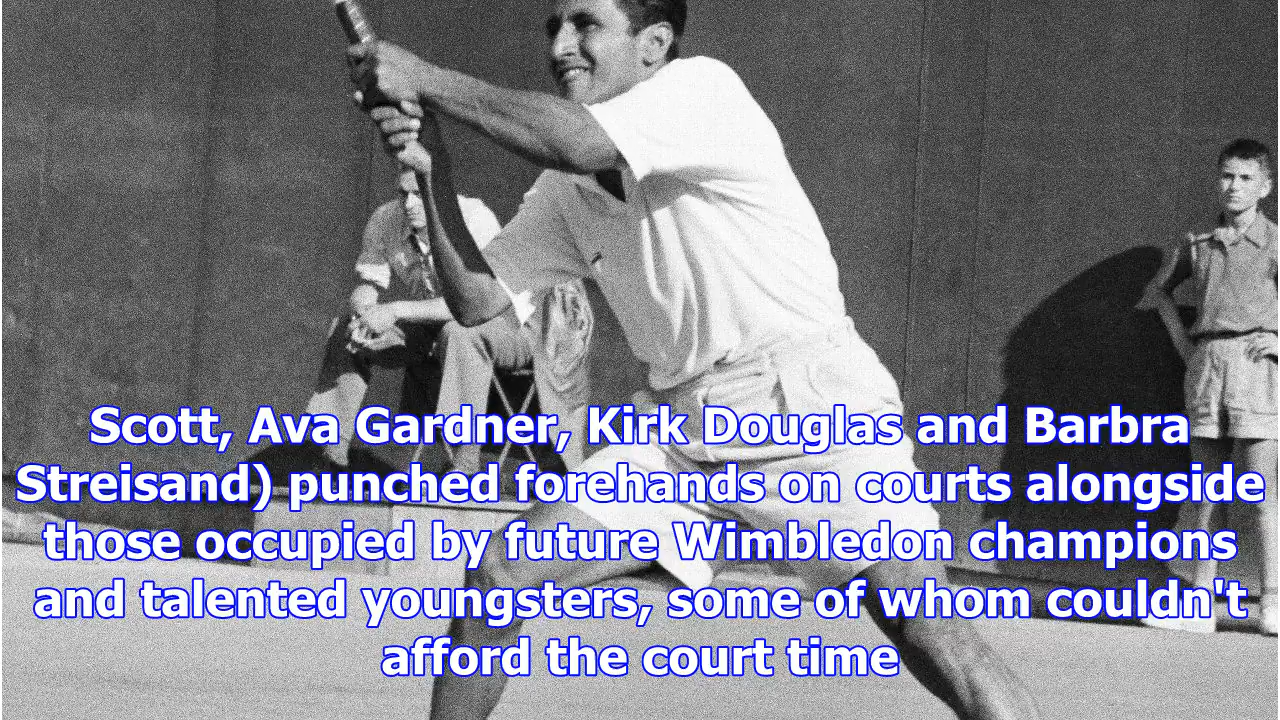 Scott, Ava Gardner, Kirk Douglas and Barbra
Streisand) punched forehands on courts alongside
those occupied by future Wimbledon champions
and talented youngsters, some of whom couldn't
afford the court time